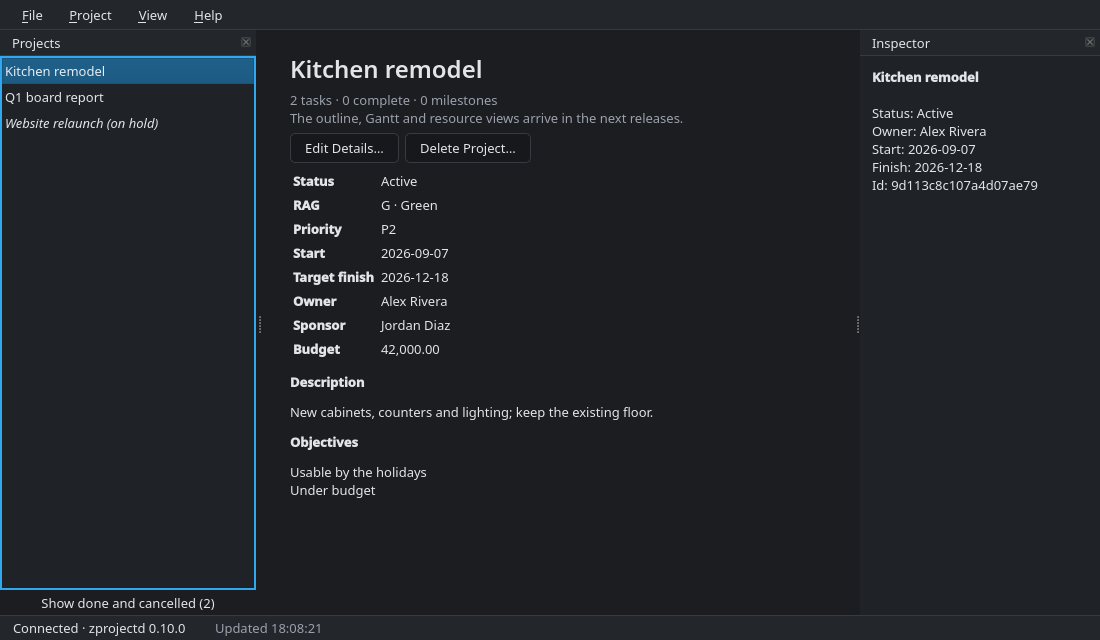 File Project View Help
Projects
Kitchen remodel
Q1 board report
Website relaunch (on hold)
Show done and cancelled (2)
Kitchen remodel
2 tasks · 0 complete · 0 milestones
The outline, Gantt and resource views arrive in the next releases.
Edit Details... Delete Project...
Status Active
RAG G · Green
Priority P2
Start 2026-09-07
Target finish 2026-12-18
Owner Alex Rivera
Sponsor Jordan Diaz
Budget 42,000.00
Description
New cabinets, counters and lighting; keep the existing floor.
Objectives
Usable by the holidays
Under budget
Inspector
Kitchen remodel
Status: Active
Owner: Alex Rivera
Start: 2026-09-07
Finish: 2026-12-18
Id: 9d113c8c107a4d07ae79
Connected · zprojectd 0.10.0 Updated 18:08:21